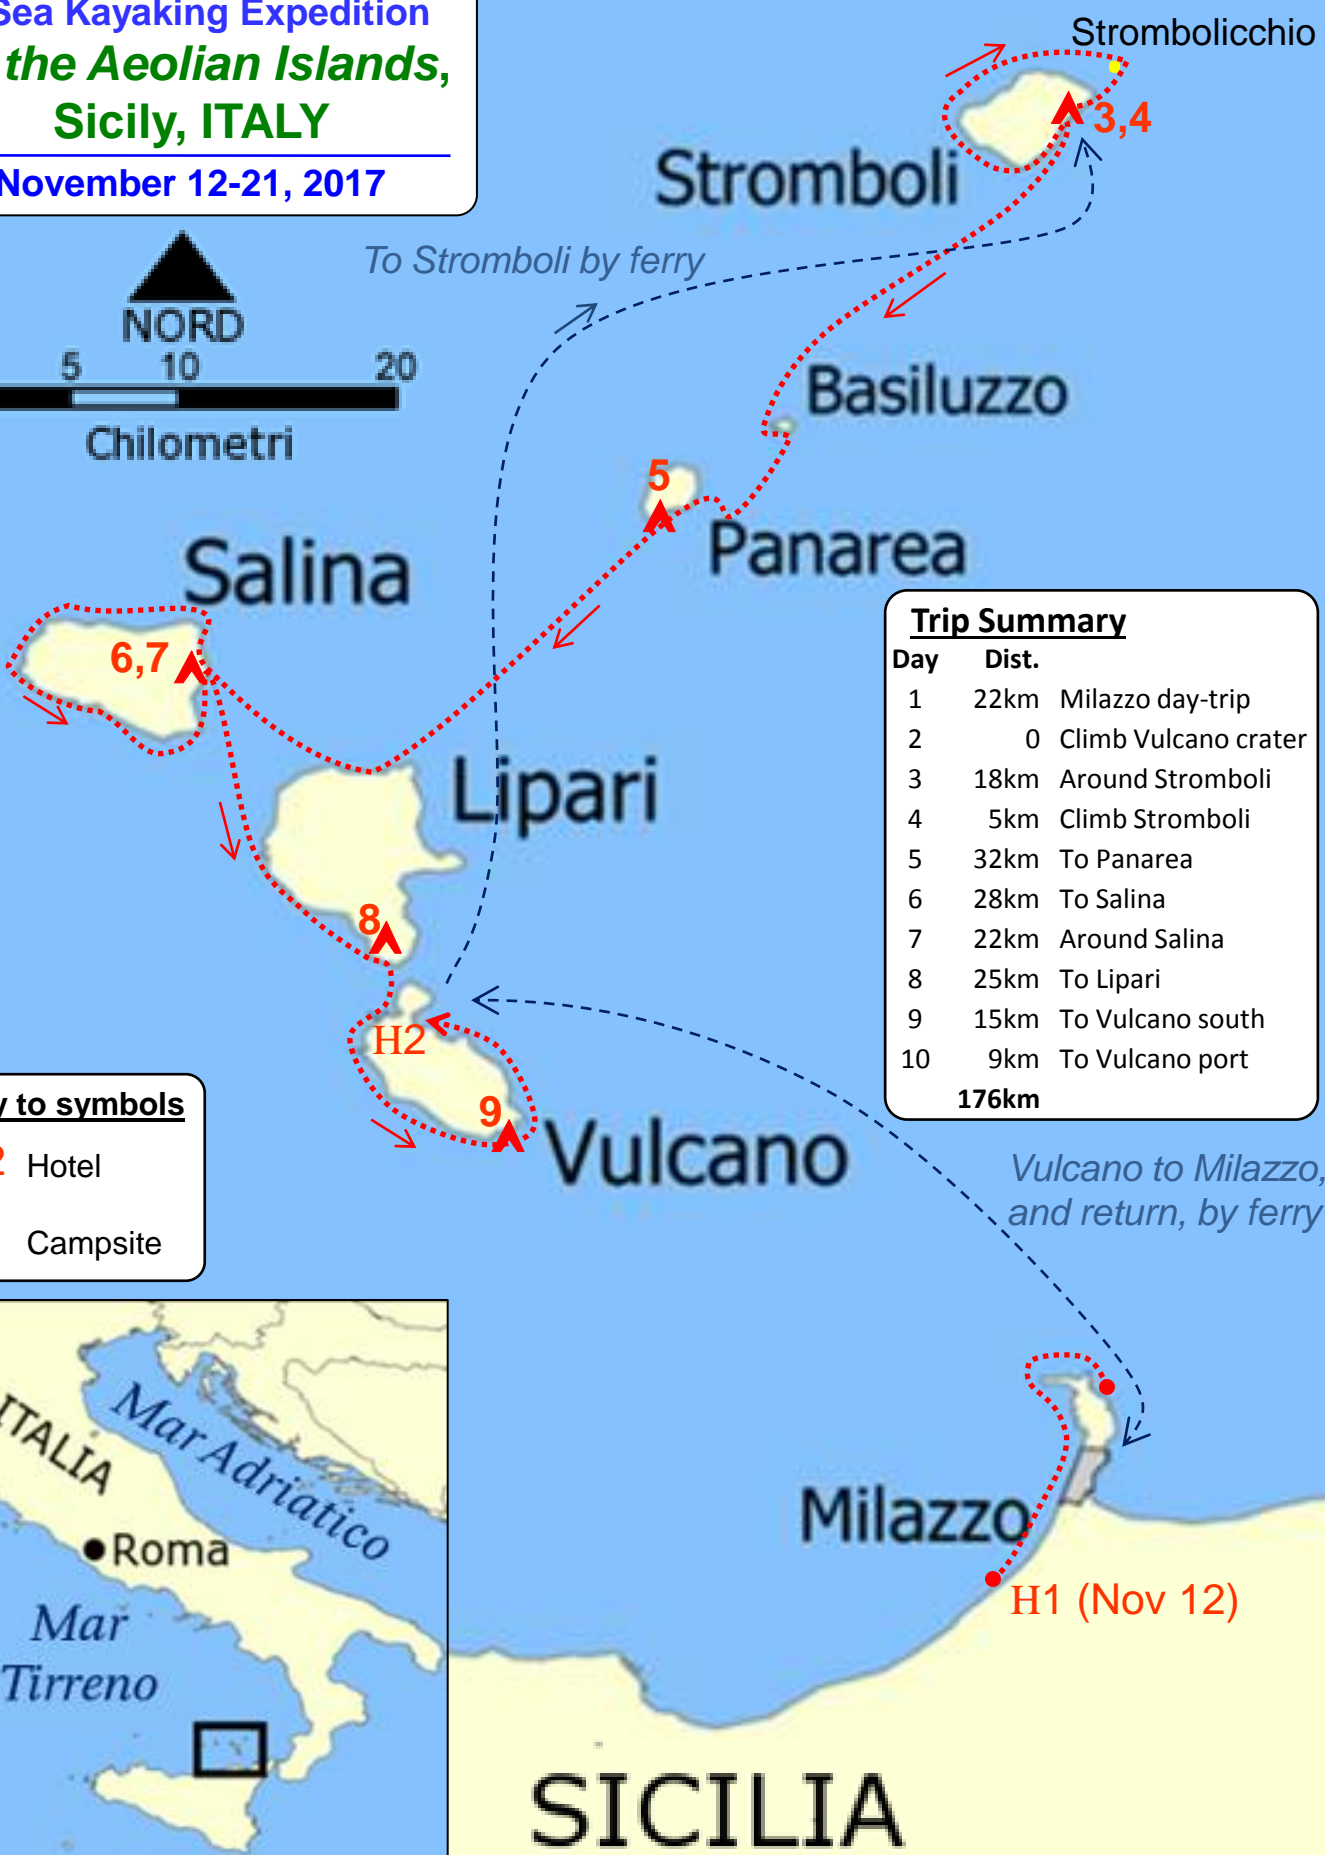 Sea Kayaking Expedition
the Aeolian Islands,
Sicily, ITALY
November 12-21, 2017
Strombolicchio
3,4
Stromboli
To Stromboli by ferry
NORD
5 10 20
Chilometri
Basiluzzo
5
Panarea
Salina
6,7
Lipari
8
H2
9
Vulcano
Trip Summary
Day Dist.
1 22km Milazzo day-trip
2 0 Climb Vulcano crater
3 18km Around Stromboli
4 5km Climb Stromboli
5 32km To Panarea
6 28km To Salina
7 22km Around Salina
8 25km To Lipari
9 15km To Vulcano south
10 9km To Vulcano port
176km
y to symbols
2 Hotel
Campsite
Vulcano to Milazzo,
and return, by ferry
Milazzo
H1 (Nov 12)
SICILIA
ITALIA
Mar Adriatico
Roma
Mar
Tirreno